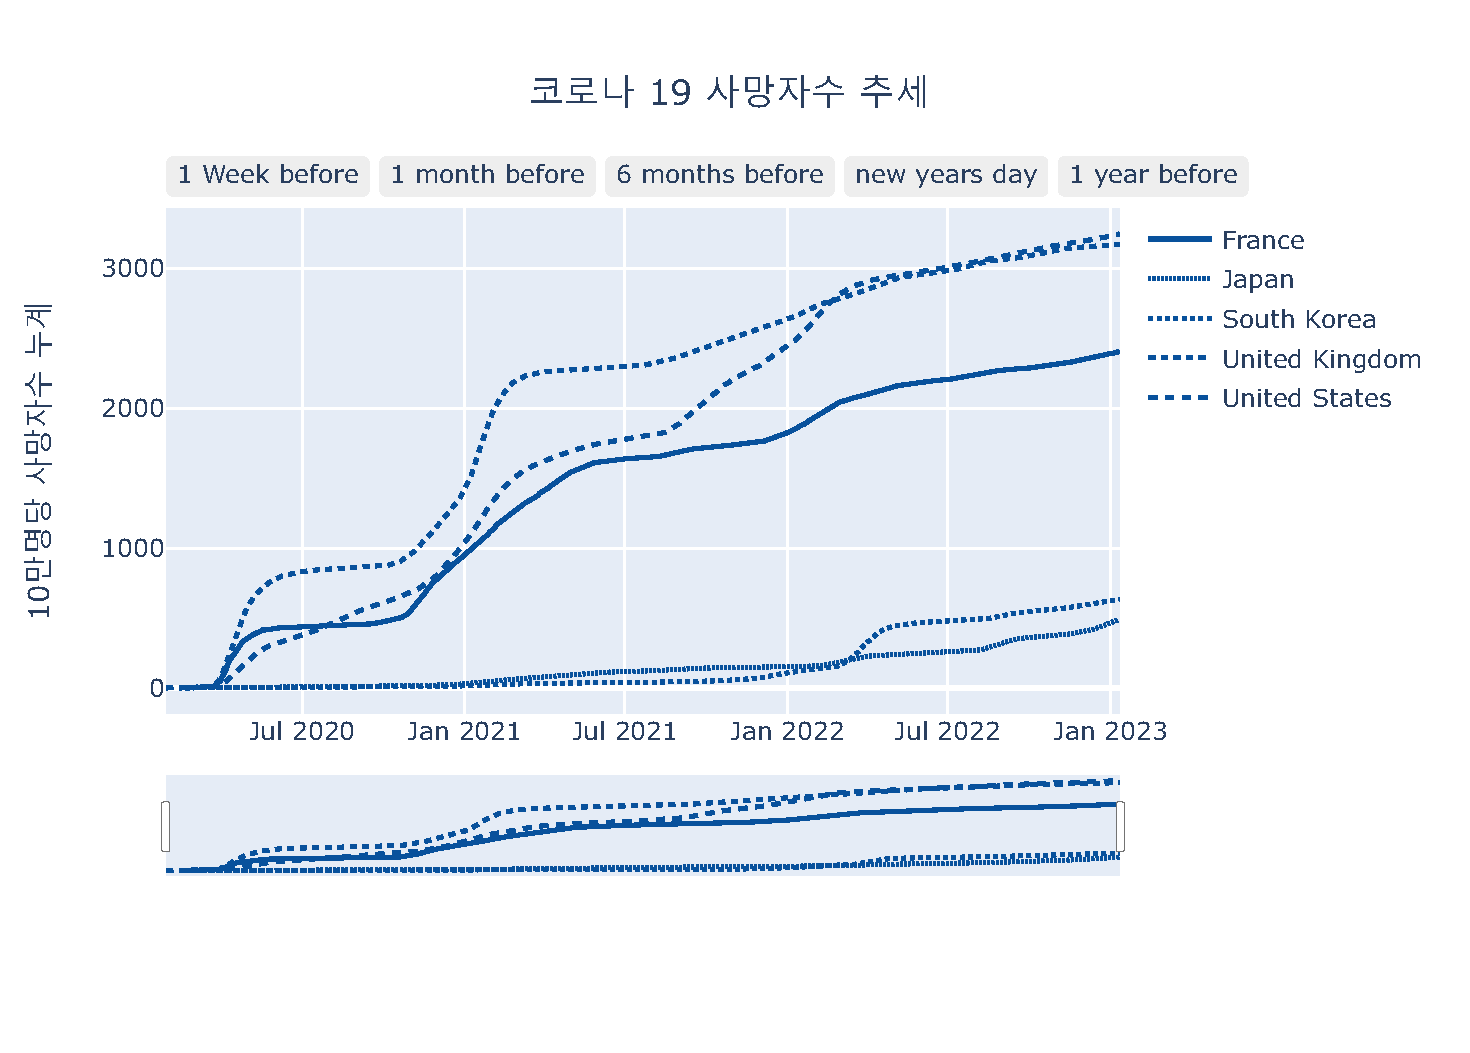 코로나 19 사망자수 추세
1 Week before
1 month before
6 months before
new years day
1 year before
10만명당 사망자수 누계
3000
2000
1000
0
Jul 2020
Jan 2021
Jul 2021
Jan 2022
Jul 2022
Jan 2023
France
Japan
South Korea
United Kingdom
United States